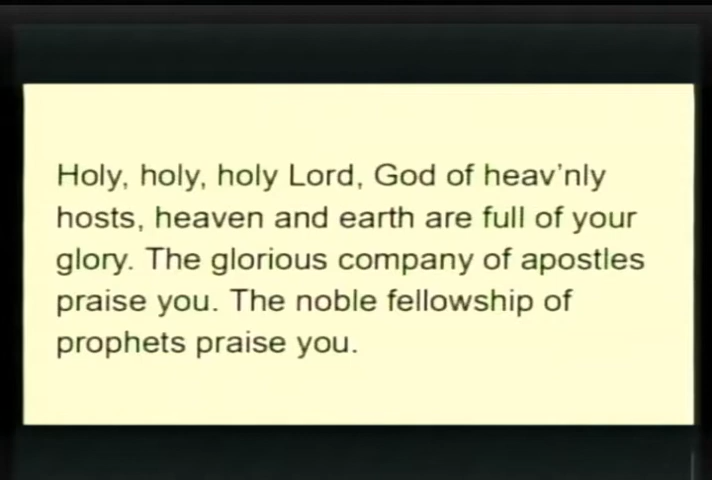 Holy, holy, holy Lord, God of heav’nly
hosts, heaven and earth are full of your
glory. The glorious company of apostles
praise you. The noble fellowship of
prophets praise you.